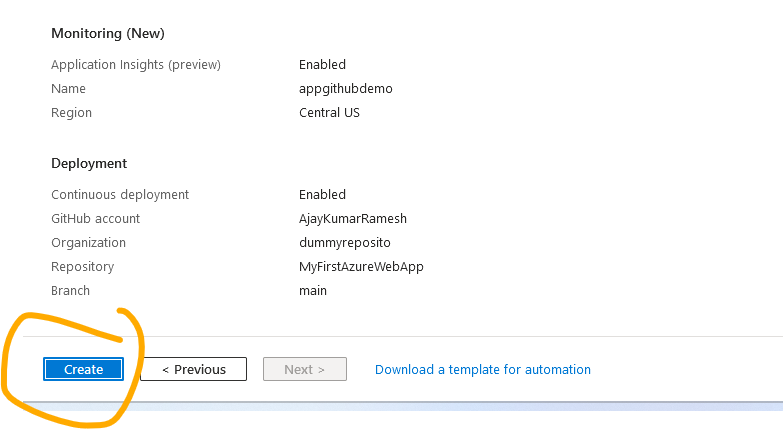 Monitoring (New)
Application Insights (preview) Enabled
Name appgithubdemo
Region Central US
Deployment
Continuous deployment Enabled
GitHub account AjayKumarRamesh
Organization dummyreposito
Repository MyFirstAzureWebApp
Branch main
Create < Previous Next > Download a template for automation